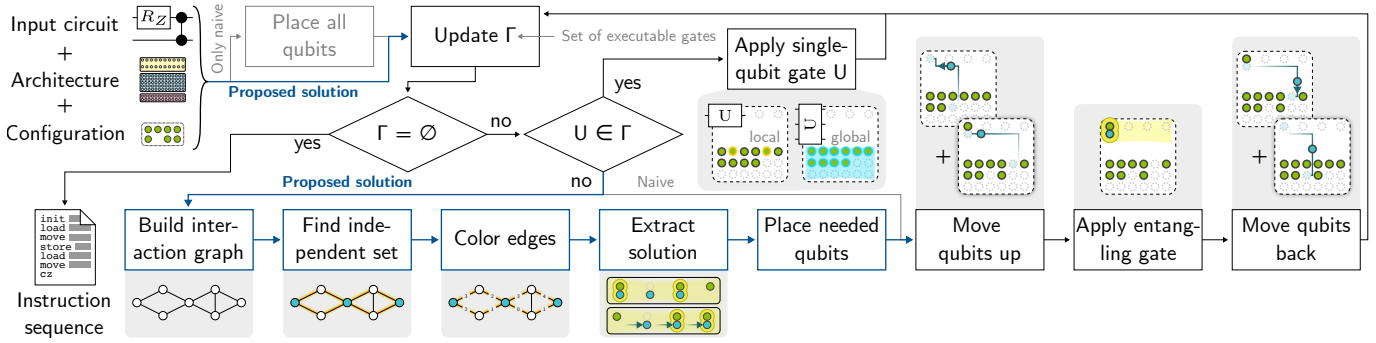 Input circuit
+
Architecture
+
Configuration
R_Z
Only naive
Place all
qubits
Proposed solution
Update Γ
Set of executable gates
Γ = ∅
yes
no
U ∈ Γ
yes
no
Apply single-
qubit gate U
U
local
U
global
Proposed solution
Naive
init
load
move
store
load
move
cz
Instruction
sequence
Build inter-
action graph
Find inde-
pendent set
Color edges
Extract
solution
Place needed
qubits
+
Move
qubits up
Apply entang-
ling gate
+
Move qubits
back